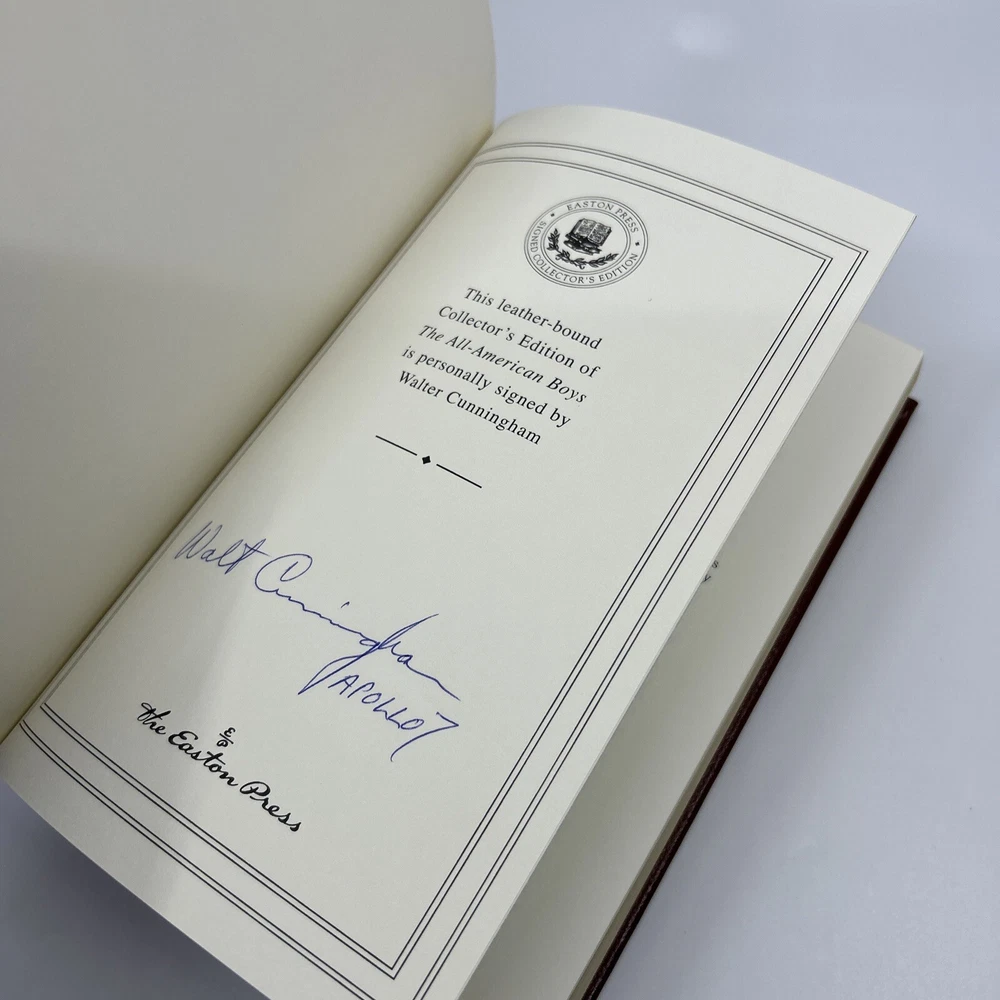 EASTON PRESS
SIGNED COLLECTOR'S EDITION
This leather-bound
Collector's Edition of
The All-American Boys
is personally signed by
Walter Cunningham
Walt Cunningham
APOLLO 7
E/P
The Easton Press
s
y